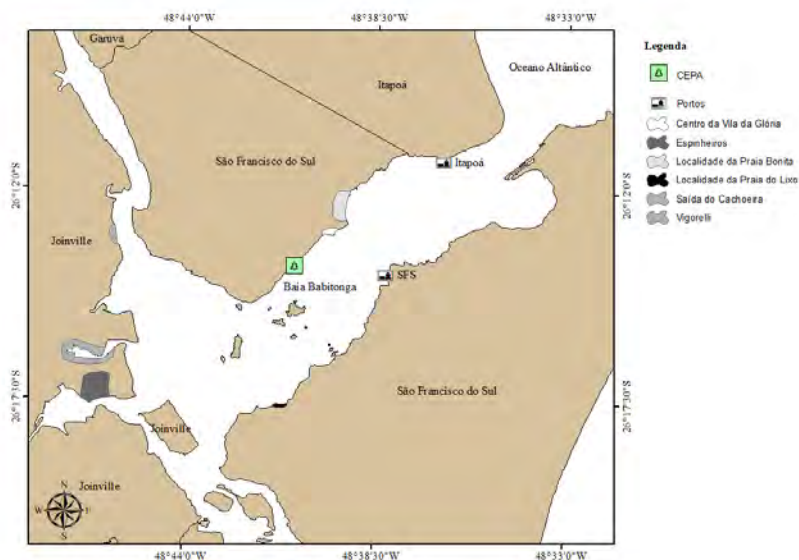 48°44'0"W
48°38'30"W
48°33'0"W
Garuva
Oceano Altántico
Itapoá
São Francisco do Sul
Itapoá
26°12'0"S
26°12'0"S
Joinville
SFS
Baia Babitonga
26°17'30"S
26°17'30"S
São Francisco do Sul
Joinville
Joinville
N
W
E
S
48°44'0"W
48°38'30"W
48°33'0"W
Legenda
CEPA
Portos
Centro da Vila da Glória
Espinheiros
Localidade da Praia Bonita
Localidade da Praia do Lixo
Saída do Cachoeira
Vigorelli